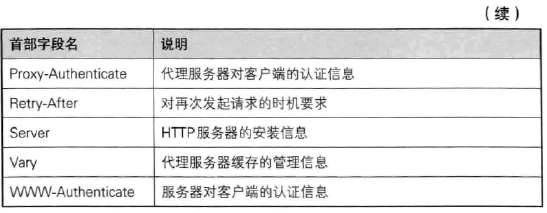 （续）
首部字段名 说明
Proxy-Authenticate 代理服务器对客户端的认证信息
Retry-After 对再次发起请求的时机要求
Server HTTP服务器的安装信息
Vary 代理服务器缓存的管理信息
WWW-Authenticate 服务器对客户端的认证信息